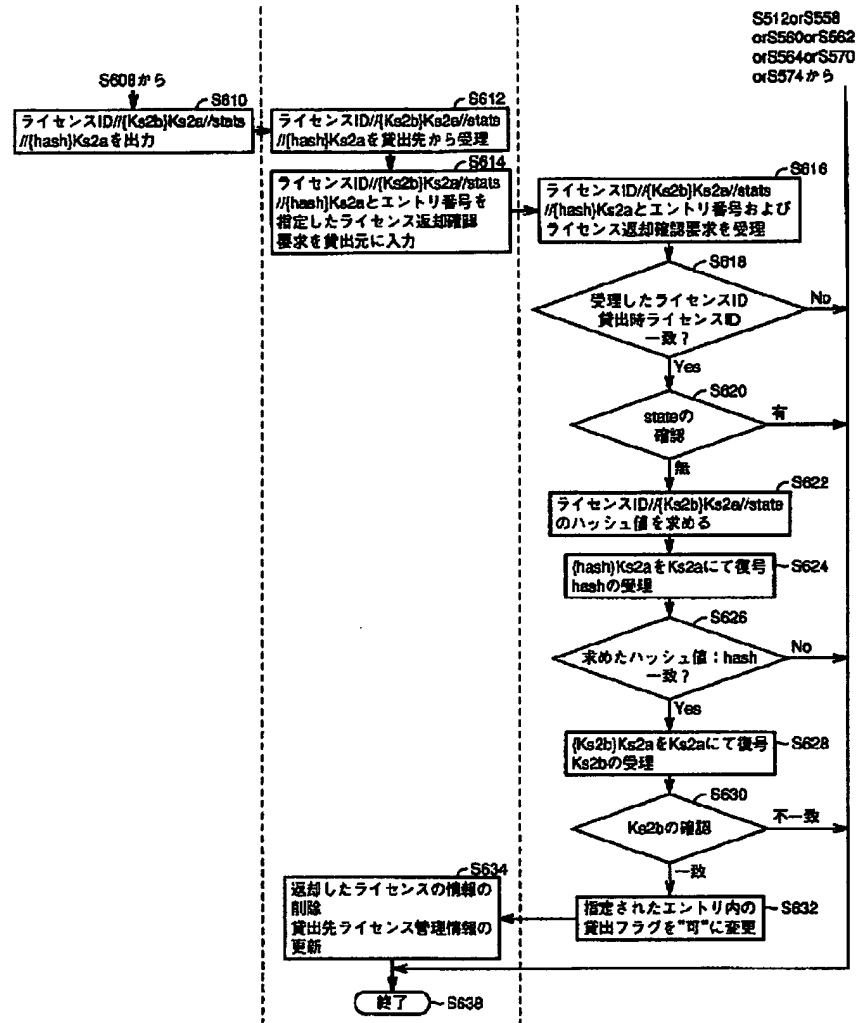 S512orS558
orS560orS562
orS564orS570
orS574から
S608から
S610
ライセンスID//{Ks2b}Ks2a//stats
//{hash}Ks2aを出力
S612
ライセンスID//{Ks2b}Ks2a//stats
//{hash}Ks2aを貸出先から受理
S614
ライセンスID//{Ks2b}Ks2a//stats
//{hash}Ks2aとエントリ番号を
指定したライセンス返却確認
要求を貸出元に入力
S616
ライセンスID//{Ks2b}Ks2a//stats
//{hash}Ks2aとエントリ番号および
ライセンス返却確認要求を受理
S618
受理したライセンスID
貸出時ライセンスID
一致？
No
Yes
S620
stateの
確認
有
無
S622
ライセンスID//{Ks2b}Ks2a//state
のハッシュ値を求める
{hash}Ks2aをKs2aにて復号
hashの受理
S624
S626
求めたハッシュ値：hash
一致？
No
Yes
{Ks2b}Ks2aをKs2aにて復号
Ks2bの受理
S628
S630
Ks2bの確認
不一致
一致
指定されたエントリ内の
貸出フラグを"可"に変更
S632
S634
返却したライセンスの情報の
削除
貸出先ライセンス管理情報の
更新
終了
S638